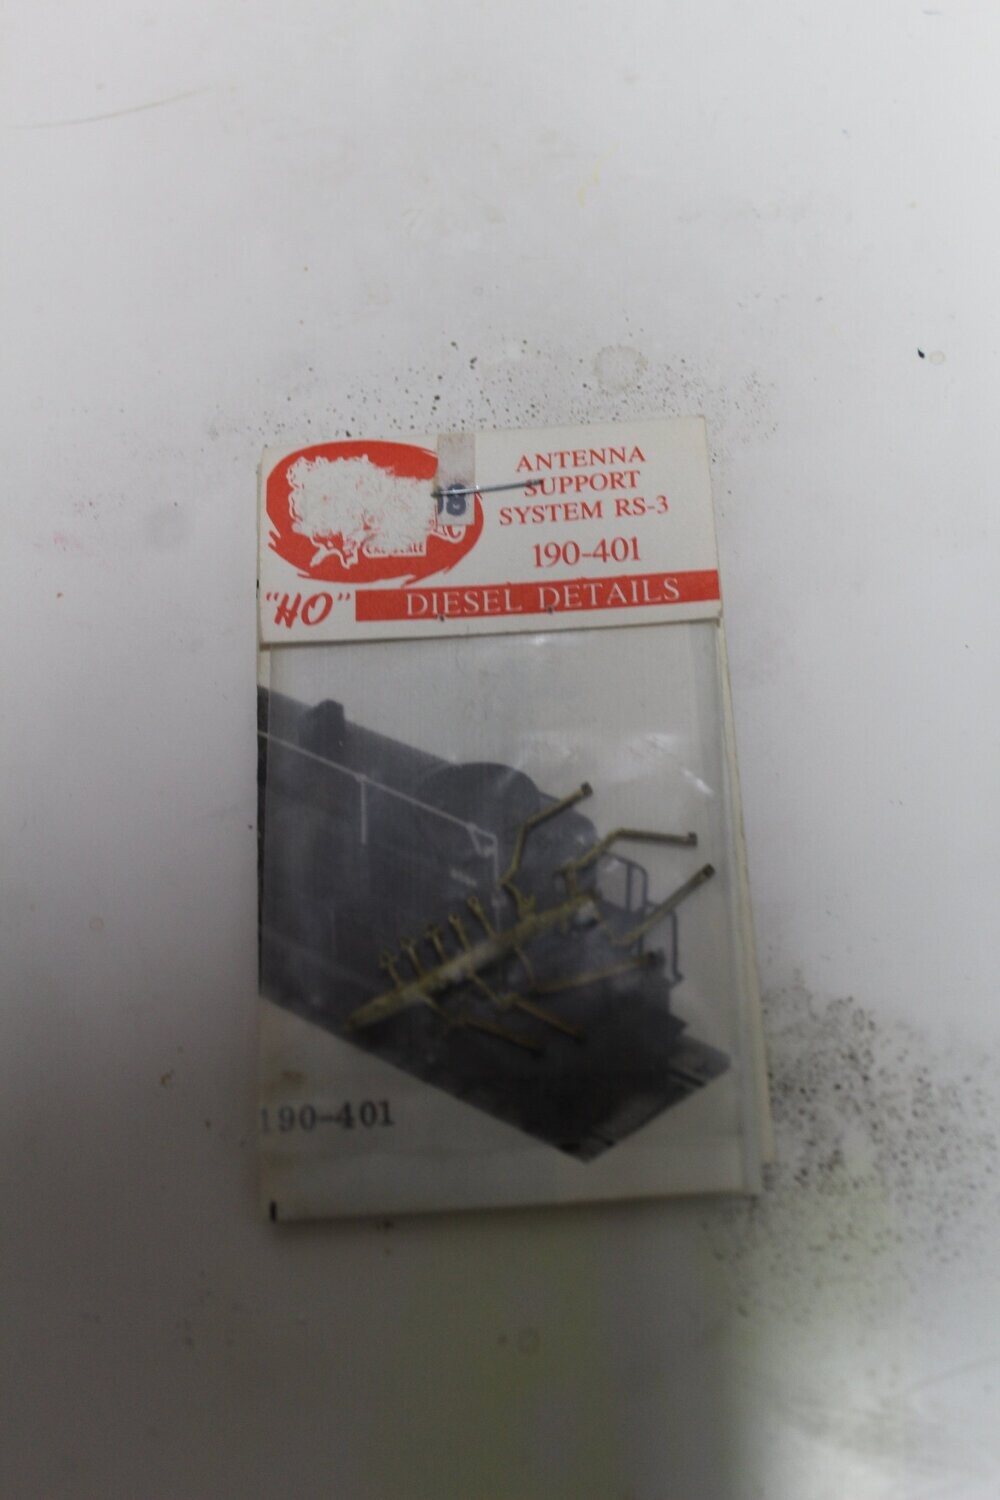 ANTENNA
SUPPORT
SYSTEM RS-3
190-401
"HO"
DIESEL DETAILS
190-401